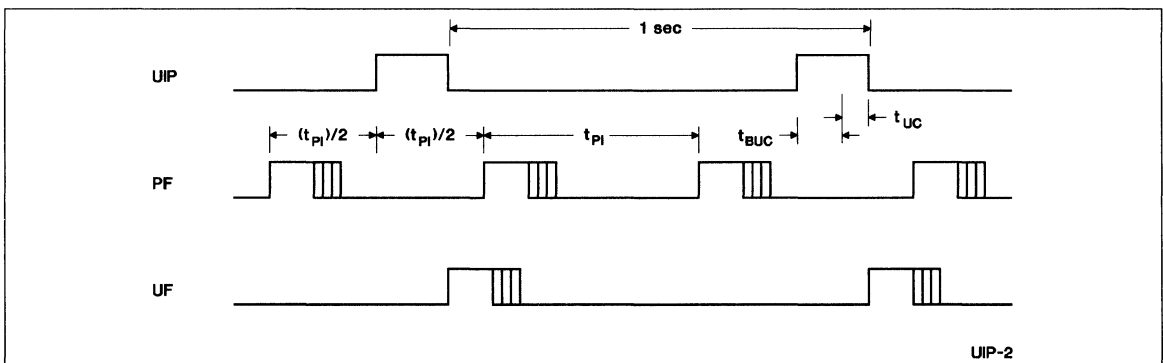 1 sec
UIP
(tPI)/2
(tPI)/2
tPI
tBUC
tUC
PF
UF
UIP-2